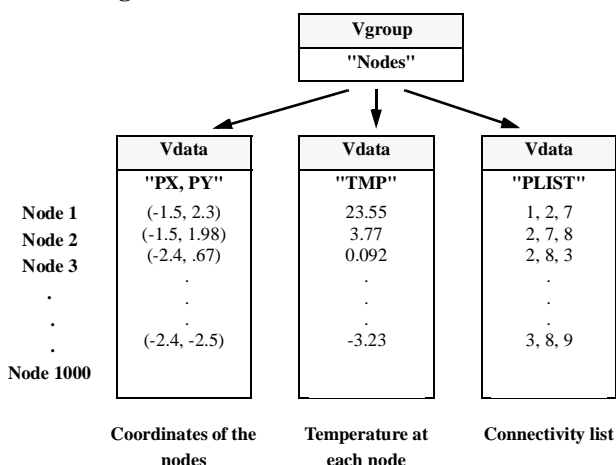 Vgroup
"Nodes"
Vdata Vdata Vdata
"PX, PY" "TMP" "PLIST"
Node 1 (-1.5, 2.3) 23.55 1, 2, 7
Node 2 (-1.5, 1.98) 3.77 2, 7, 8
Node 3 (-2.4, .67) 0.092 2, 8, 3
. . . .
. . . .
. . . .
(-2.4, -2.5) -3.23 3, 8, 9
Node 1000
Coordinates of the Temperature at Connectivity list
nodes each node